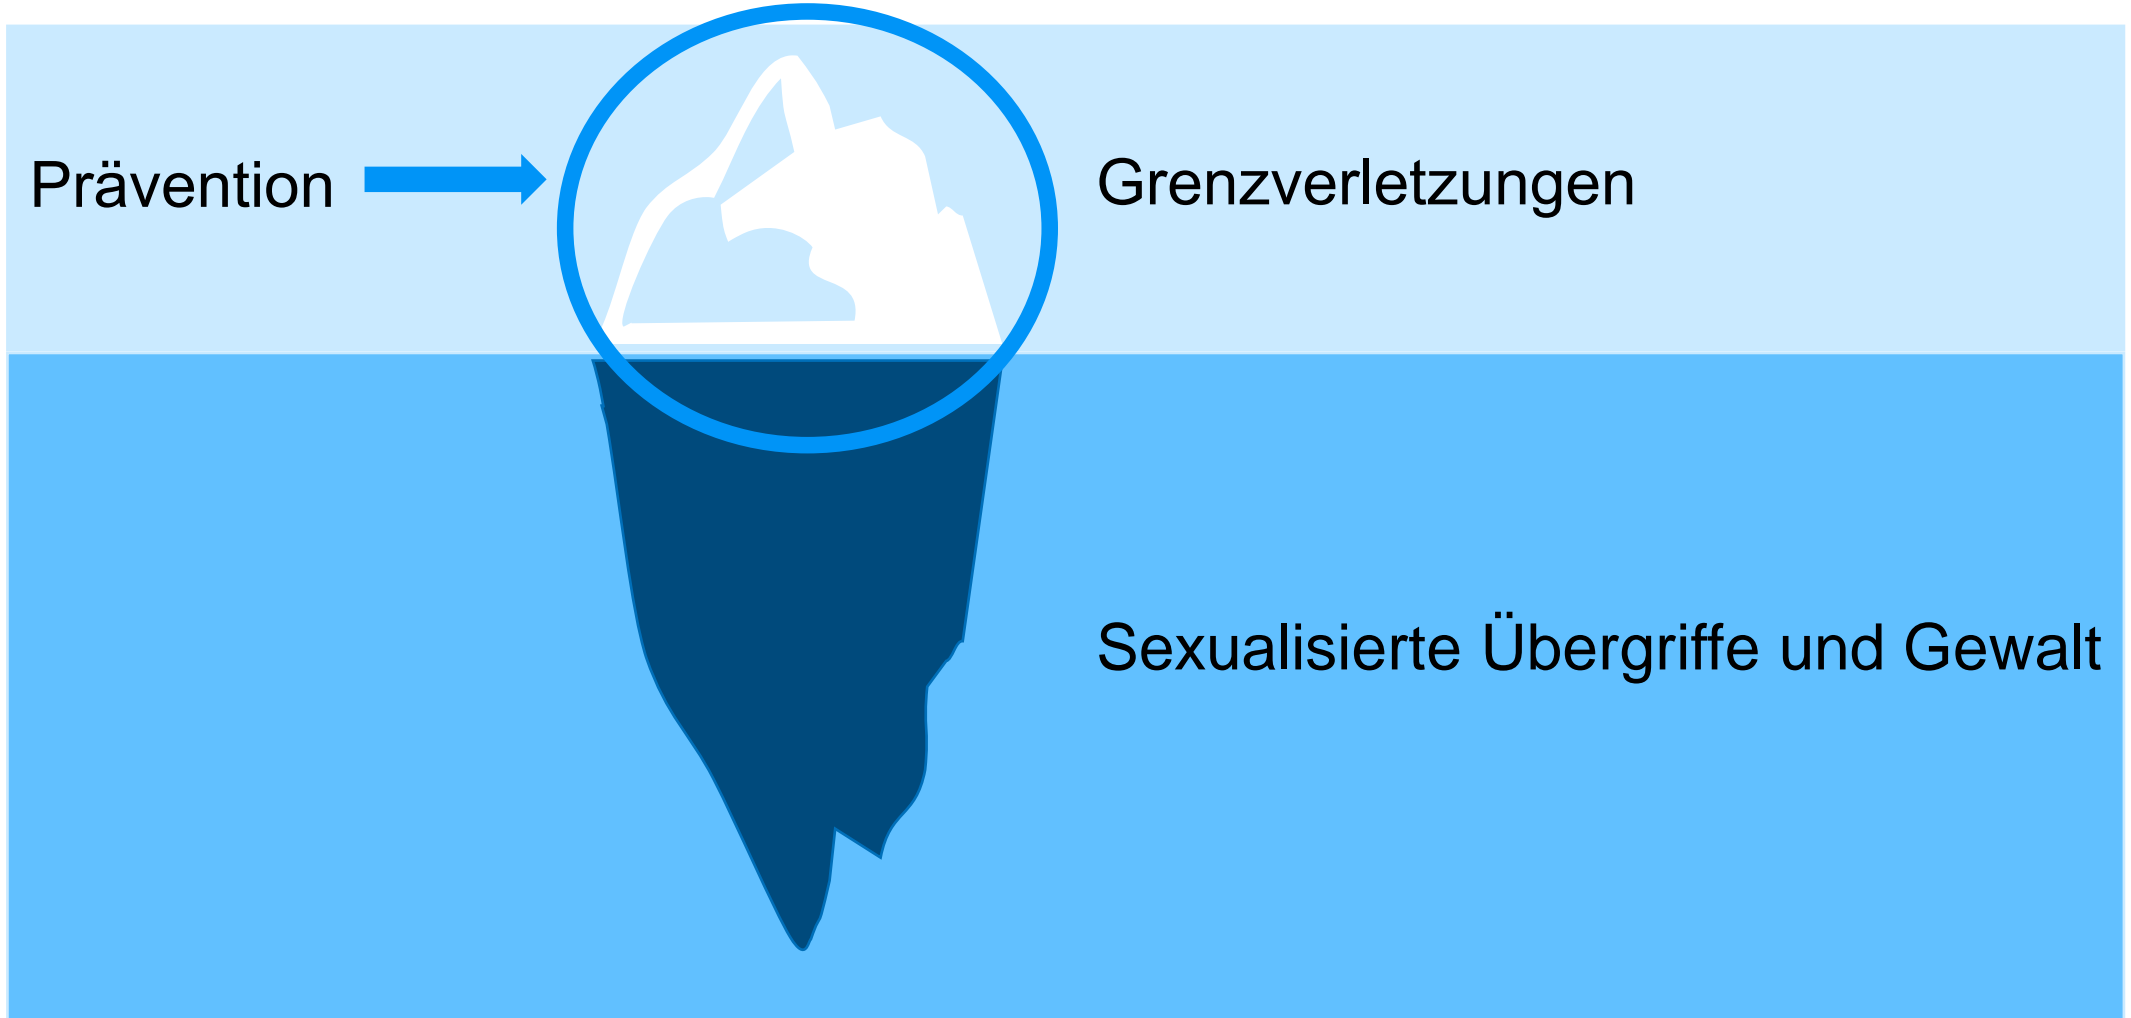 Prävention
Grenzverletzungen
Sexualisierte Übergriffe und Gewalt